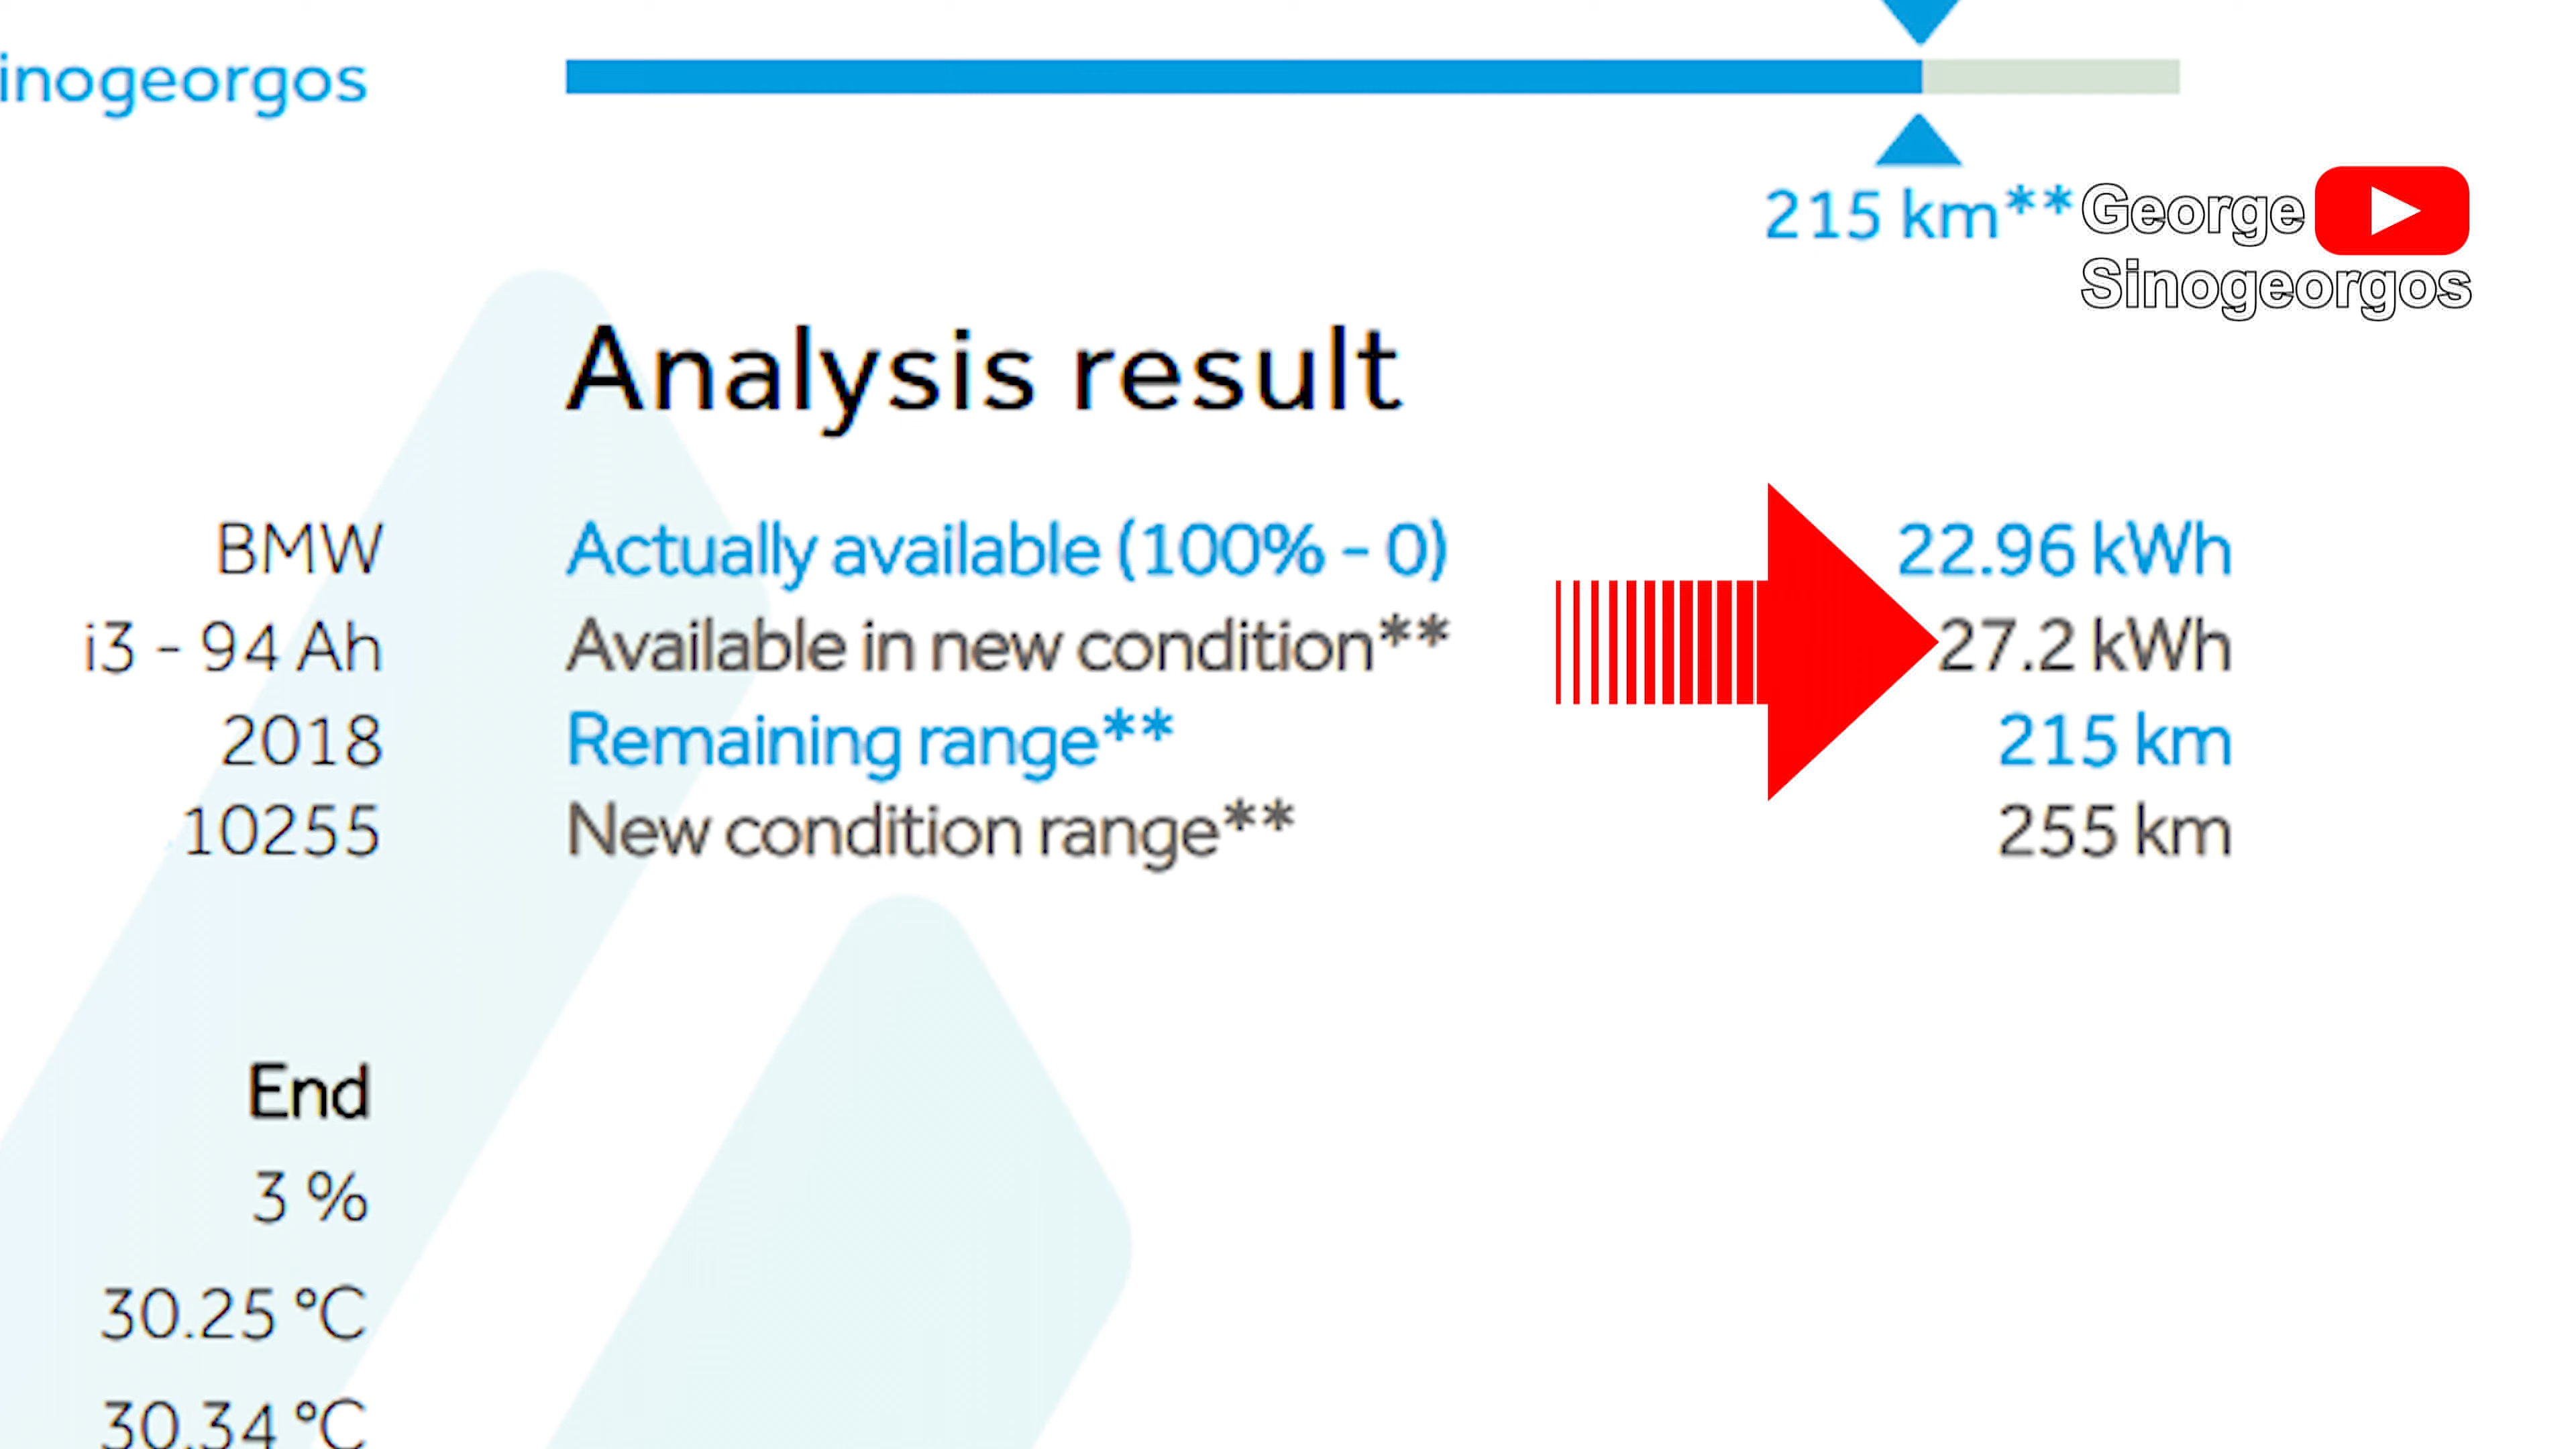 inogeorgos
215 km**
George
Sinogeorgos
Analysis result
BMW Actually available (100% - 0) 22.96 kWh
i3 - 94 Ah Available in new condition** 27.2 kWh
2018 Remaining range** 215 km
10255 New condition range** 255 km
End
3 %
30.25 °C
30.34 °C